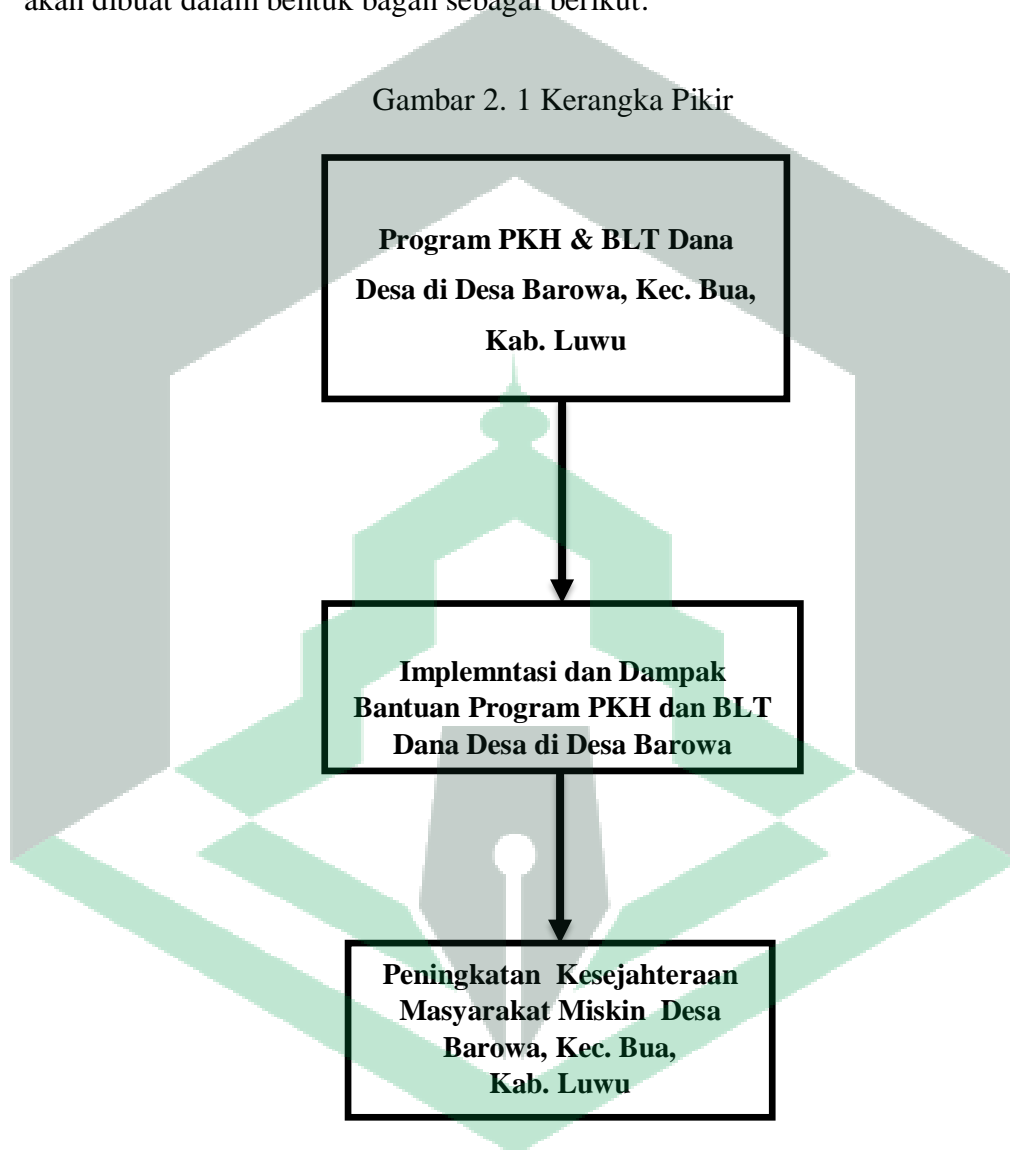 akan dibuat dalam bentuk bagan sebagai berikut:
Gambar 2. 1 Kerangka Pikir
Program PKH & BLT Dana
Desa di Desa Barowa, Kec. Bua,
Kab. Luwu
Implemntasi dan Dampak
Bantuan Program PKH dan BLT
Dana Desa di Desa Barowa
Peningkatan Kesejahteraan
Masyarakat Miskin Desa
Barowa, Kec. Bua,
Kab. Luwu